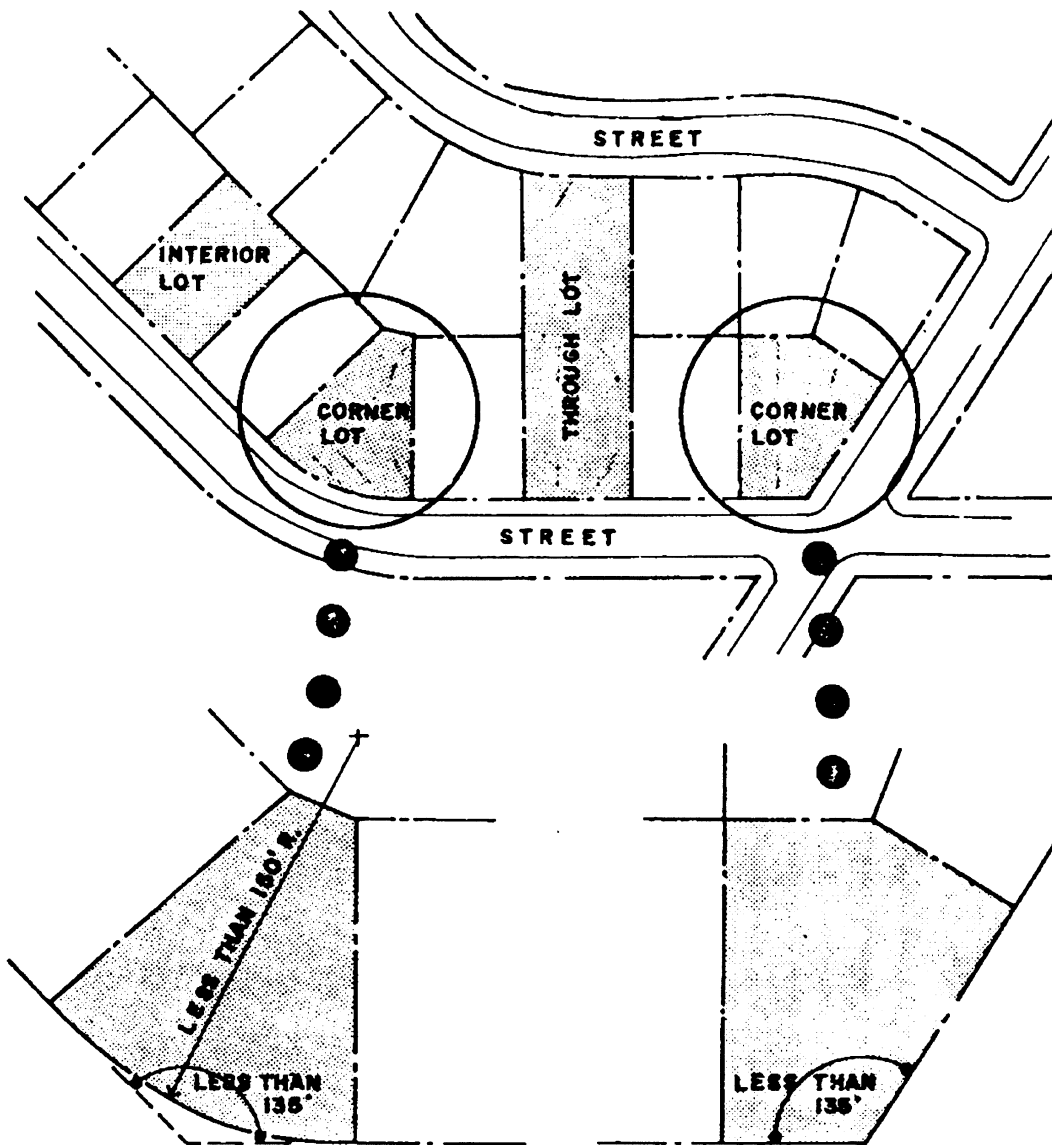 STREET
INTERIOR
LOT
THROUGH LOT
CORNER
LOT
CORNER
LOT
STREET
LESS THAN 150' R.
LESS THAN
135°
LESS THAN
135°